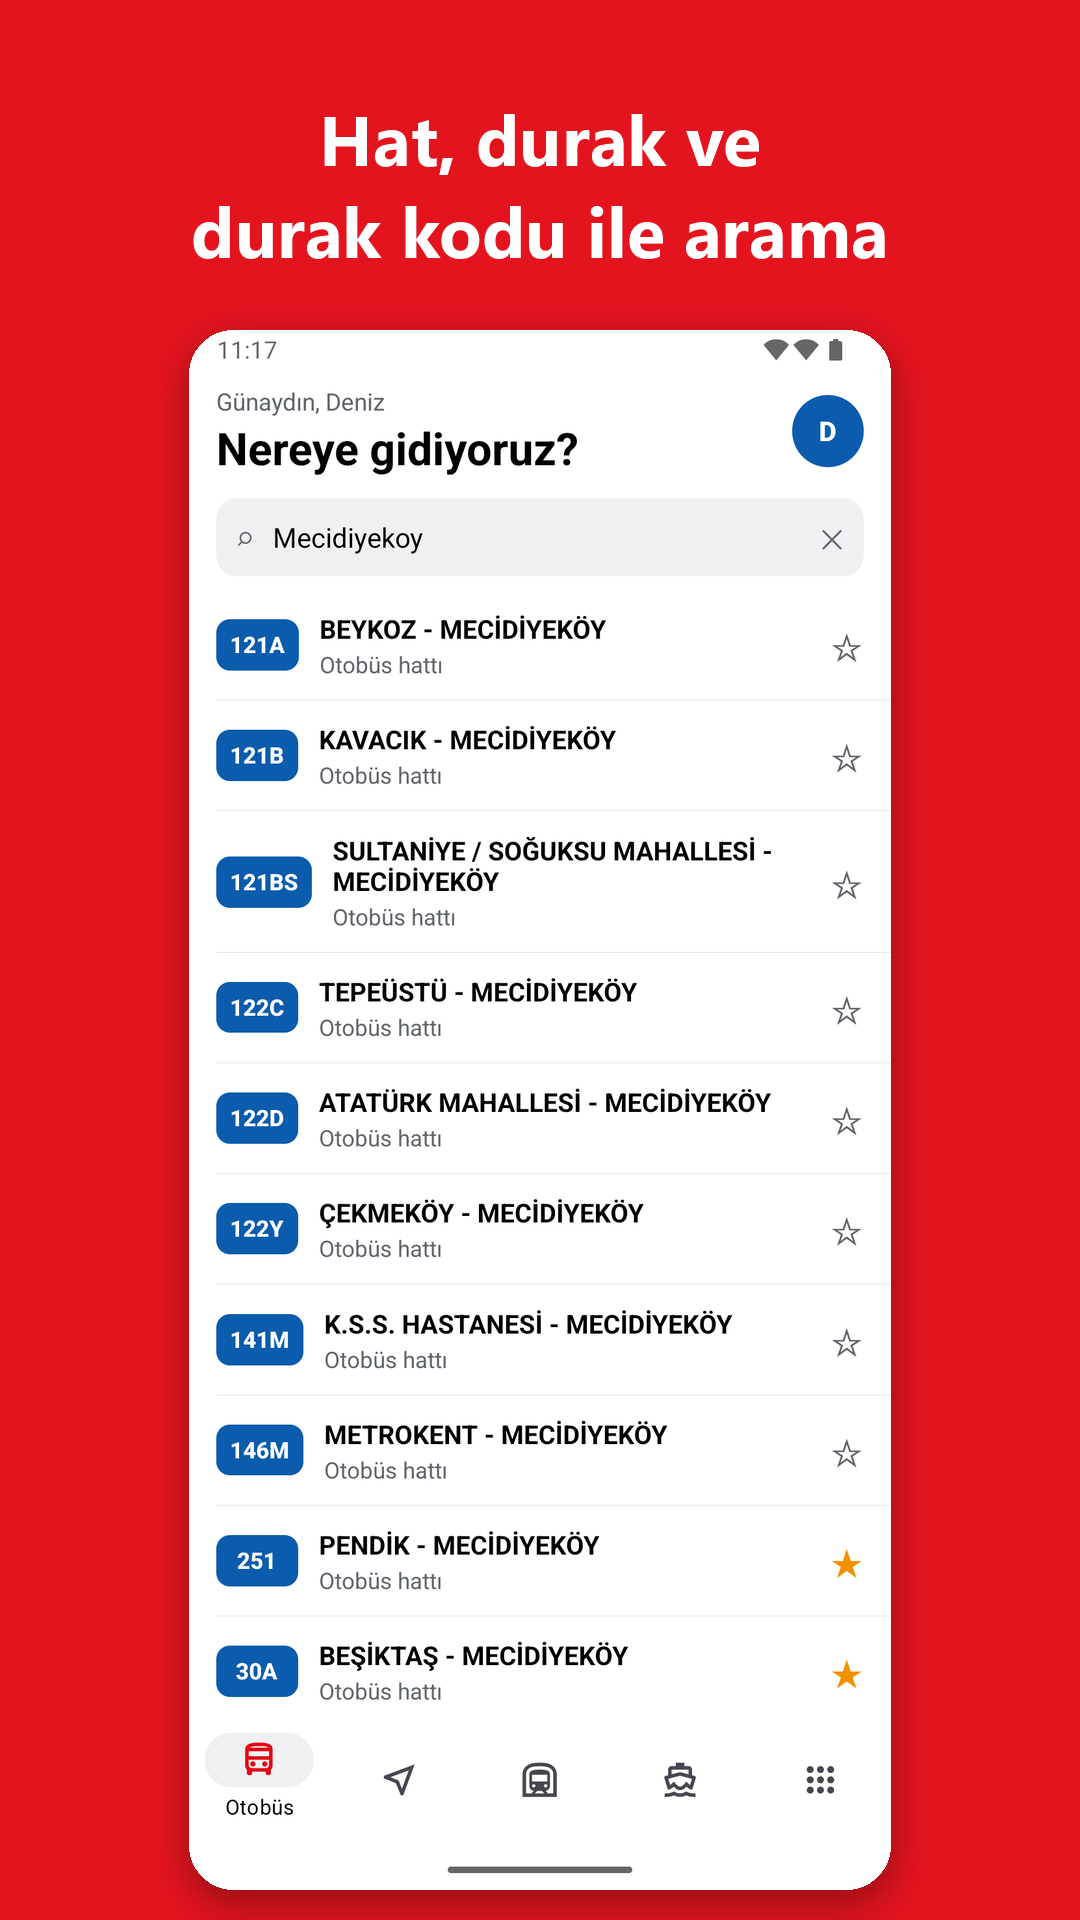 Hat, durak ve
durak kodu ile arama
11:17
Günaydın, Deniz
Nereye gidiyoruz?
D
Mecidiyekoy
121A
BEYKOZ - MECİDİYEKÖY
Otobüs hattı
121B
KAVACIK - MECİDİYEKÖY
Otobüs hattı
121BS
SULTANİYE / SOĞUKSU MAHALLESİ -
MECİDİYEKÖY
Otobüs hattı
122C
TEPEÜSTÜ - MECİDİYEKÖY
Otobüs hattı
122D
ATATÜRK MAHALLESİ - MECİDİYEKÖY
Otobüs hattı
122Y
ÇEKMEKÖY - MECİDİYEKÖY
Otobüs hattı
141M
K.S.S. HASTANESİ - MECİDİYEKÖY
Otobüs hattı
146M
METROKENT - MECİDİYEKÖY
Otobüs hattı
251
PENDİK - MECİDİYEKÖY
Otobüs hattı
30A
BEŞİKTAŞ - MECİDİYEKÖY
Otobüs hattı
Otobüs